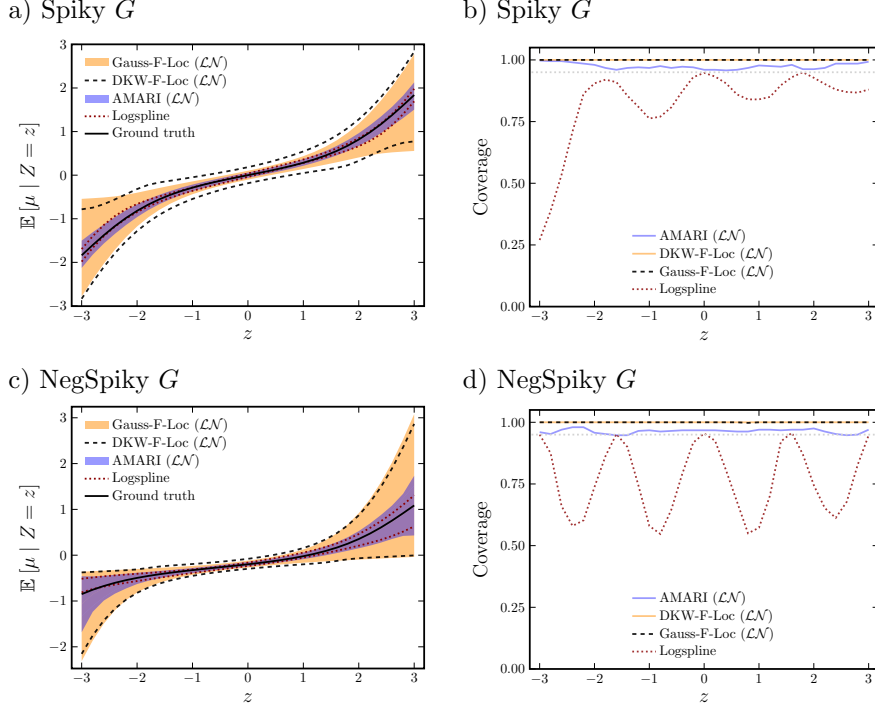 a) Spiky G
𝔼 [μ | Z = z]
3
2
1
0
−1
−2
−3
Gauss-F-Loc (ℒ𝒩)
DKW-F-Loc (ℒ𝒩)
AMARI (ℒ𝒩)
Logspline
Ground truth
−3 −2 −1 0 1 2 3
z
b) Spiky G
Coverage
1.00
0.75
0.50
0.25
0.00
AMARI (ℒ𝒩)
DKW-F-Loc (ℒ𝒩)
Gauss-F-Loc (ℒ𝒩)
Logspline
−3 −2 −1 0 1 2 3
z
c) NegSpiky G
𝔼 [μ | Z = z]
3
2
1
0
−1
−2
Gauss-F-Loc (ℒ𝒩)
DKW-F-Loc (ℒ𝒩)
AMARI (ℒ𝒩)
Logspline
Ground truth
−3 −2 −1 0 1 2 3
z
d) NegSpiky G
Coverage
1.00
0.75
0.50
0.25
0.00
AMARI (ℒ𝒩)
DKW-F-Loc (ℒ𝒩)
Gauss-F-Loc (ℒ𝒩)
Logspline
−3 −2 −1 0 1 2 3
z